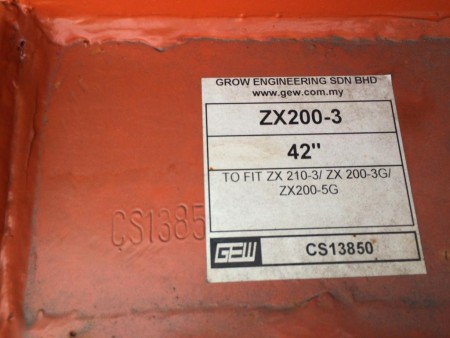 GROW ENGINEERING SDN BHD
www.gew.com.my
ZX200-3
42"
TO FIT ZX 210-3/ ZX 200-3G/
ZX200-5G
CS1385
GEW
CS13850